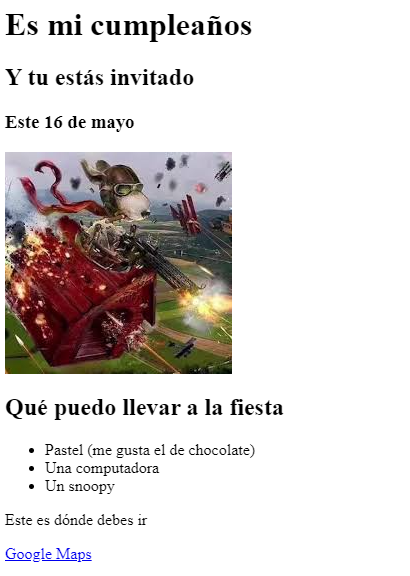 Es mi cumpleaños
Y tu estás invitado
Este 16 de mayo
Qué puedo llevar a la fiesta
Pastel (me gusta el de chocolate)
Una computadora
Un snoopy
Este es dónde debes ir
Google Maps